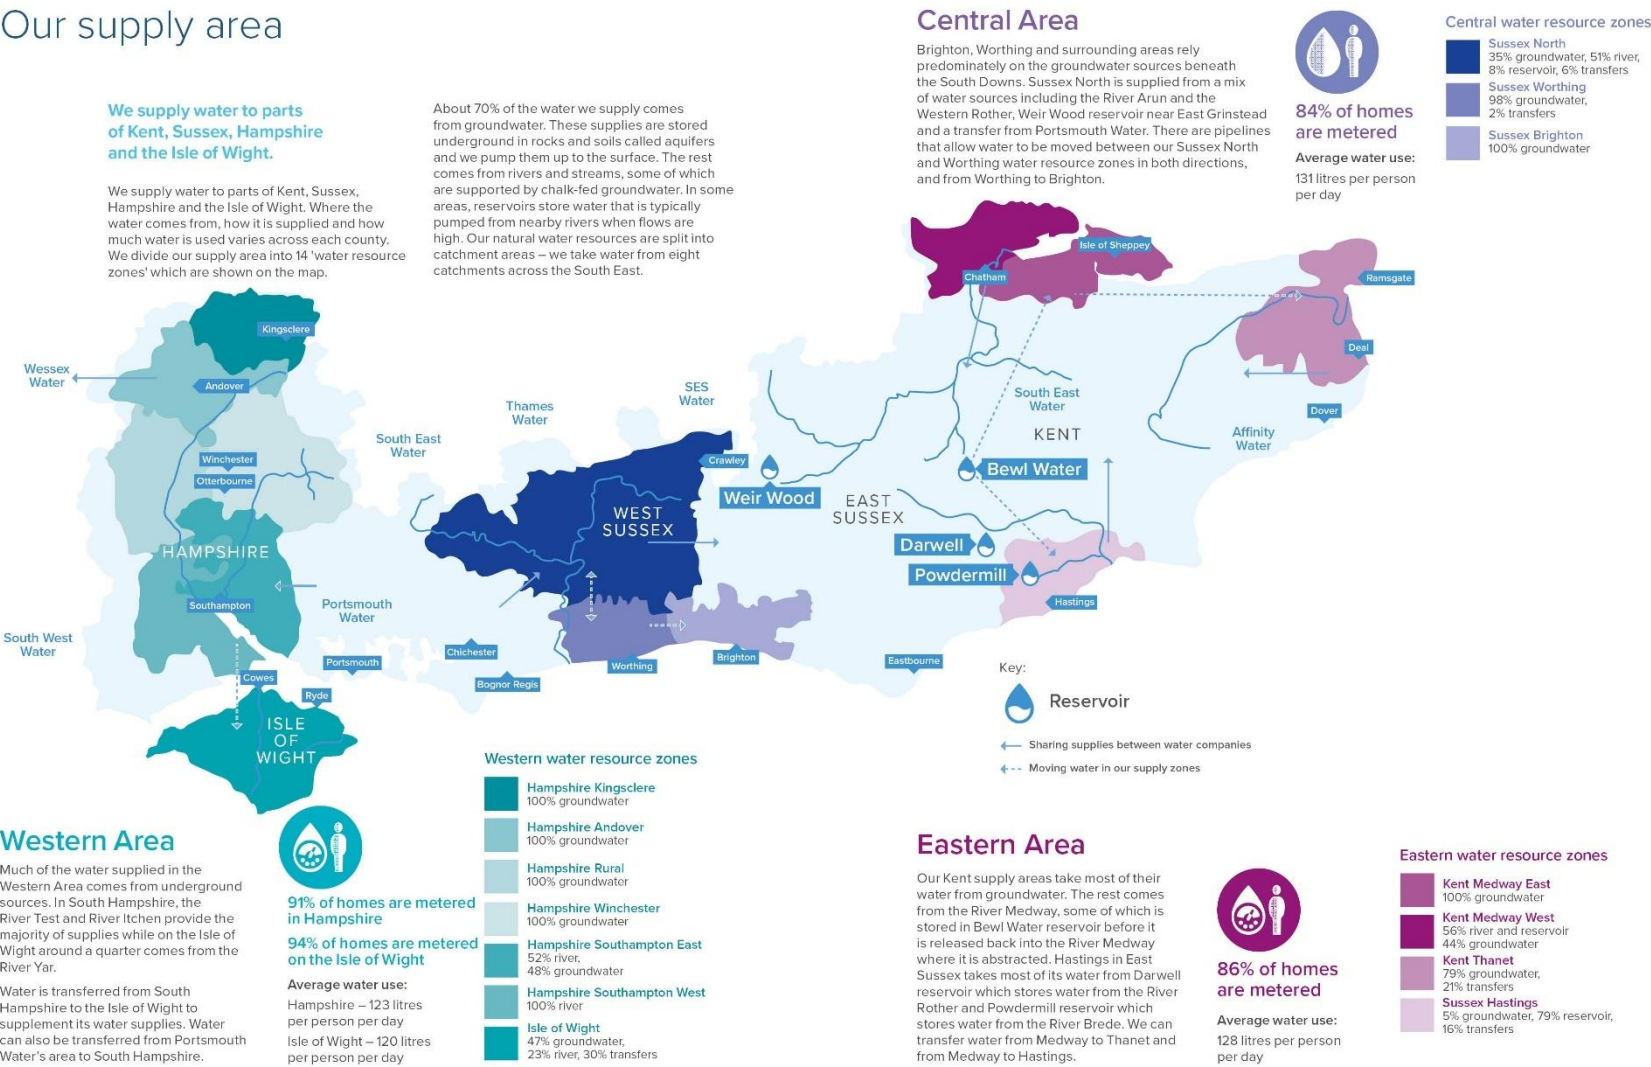 Our supply area
We supply water to parts
of Kent, Sussex, Hampshire
and the Isle of Wight.
We supply water to parts of Kent, Sussex,
Hampshire and the Isle of Wight. Where the
water comes from, how it is supplied and how
much water is used varies across each county.
We divide our supply area into 14 'water resource
zones' which are shown on the map.
About 70% of the water we supply comes
from groundwater. These supplies are stored
underground in rocks and soils called aquifers
and we pump them up to the surface. The rest
comes from rivers and streams, some of which
are supported by chalk-fed groundwater. In some
areas, reservoirs store water that is typically
pumped from nearby rivers when flows are
high. Our natural water resources are split into
catchment areas – we take water from eight
catchments across the South East.
Central Area
Brighton, Worthing and surrounding areas rely
predominately on the groundwater sources beneath
the South Downs. Sussex North is supplied from a mix
of water sources including the River Arun and the
Western Rother, Weir Wood reservoir near East Grinstead
and a transfer from Portsmouth Water. There are pipelines
that allow water to be moved between our Sussex North
and Worthing water resource zones in both directions,
and from Worthing to Brighton.
84% of homes
are metered
Average water use:
131 litres per person
per day
Central water resource zones
Sussex North
35% groundwater, 51% river,
8% reservoir, 6% transfers
Sussex Worthing
98% groundwater,
2% transfers
Sussex Brighton
100% groundwater
Kingsclere
Wessex
Water
Andover
Winchester
Otterbourne
HAMPSHIRE
Southampton
South West
Water
Portsmouth
Water
Portsmouth
Cowes
Ryde
ISLE
OF
WIGHT
South East
Water
Thames
Water
SES
Water
Crawley
WEST
SUSSEX
Chichester
Bognor Regis
Worthing
Brighton
Weir Wood
EAST
SUSSEX
Eastbourne
Isle of Sheppey
Chatham
Ramsgate
Deal
Dover
South East
Water
KENT
Affinity
Water
Bewl Water
Darwell
Powdermill
Hastings
Key:
Reservoir
Sharing supplies between water companies
Moving water in our supply zones
Western Area
Much of the water supplied in the
Western Area comes from underground
sources. In South Hampshire, the
River Test and River Itchen provide the
majority of supplies while on the Isle of
Wight around a quarter comes from the
River Yar.
Water is transferred from South
Hampshire to the Isle of Wight to
supplement its water supplies. Water
can also be transferred from Portsmouth
Water's area to South Hampshire.
91% of homes are metered
in Hampshire
94% of homes are metered
on the Isle of Wight
Average water use:
Hampshire – 123 litres
per person per day
Isle of Wight – 120 litres
per person per day
Western water resource zones
Hampshire Kingsclere
100% groundwater
Hampshire Andover
100% groundwater
Hampshire Rural
100% groundwater
Hampshire Winchester
100% groundwater
Hampshire Southampton East
52% river,
48% groundwater
Hampshire Southampton West
100% river
Isle of Wight
47% groundwater,
23% river, 30% transfers
Eastern Area
Our Kent supply areas take most of their
water from groundwater. The rest comes
from the River Medway, some of which is
stored in Bewl Water reservoir before it
is released back into the River Medway
where it is abstracted. Hastings in East
Sussex takes most of its water from Darwell
reservoir which stores water from the River
Rother and Powdermill reservoir which
stores water from the River Brede. We can
transfer water from Medway to Thanet and
from Medway to Hastings.
86% of homes
are metered
Average water use:
128 litres per person
per day
Eastern water resource zones
Kent Medway East
100% groundwater
Kent Medway West
56% river and reservoir
44% groundwater
Kent Thanet
79% groundwater,
21% transfers
Sussex Hastings
5% groundwater, 79% reservoir,
16% transfers